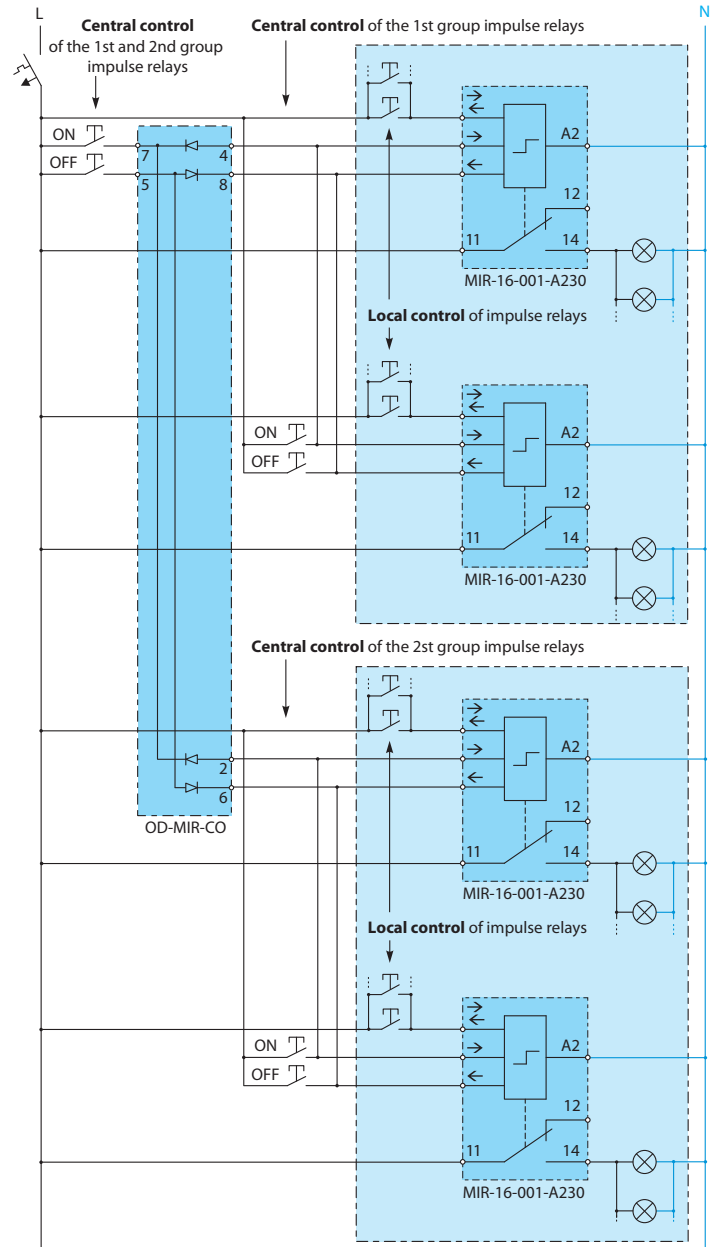 L
N
Central control
of the 1st and 2nd group
impulse relays
Central control of the 1st group impulse relays
ON
OFF
7
4
5
8
A2
12
11
14
MIR-16-001-A230
Local control of impulse relays
ON
OFF
A2
12
11
14
MIR-16-001-A230
Central control of the 2st group impulse relays
2
6
OD-MIR-CO
A2
12
11
14
MIR-16-001-A230
Local control of impulse relays
ON
OFF
A2
12
11
14
MIR-16-001-A230